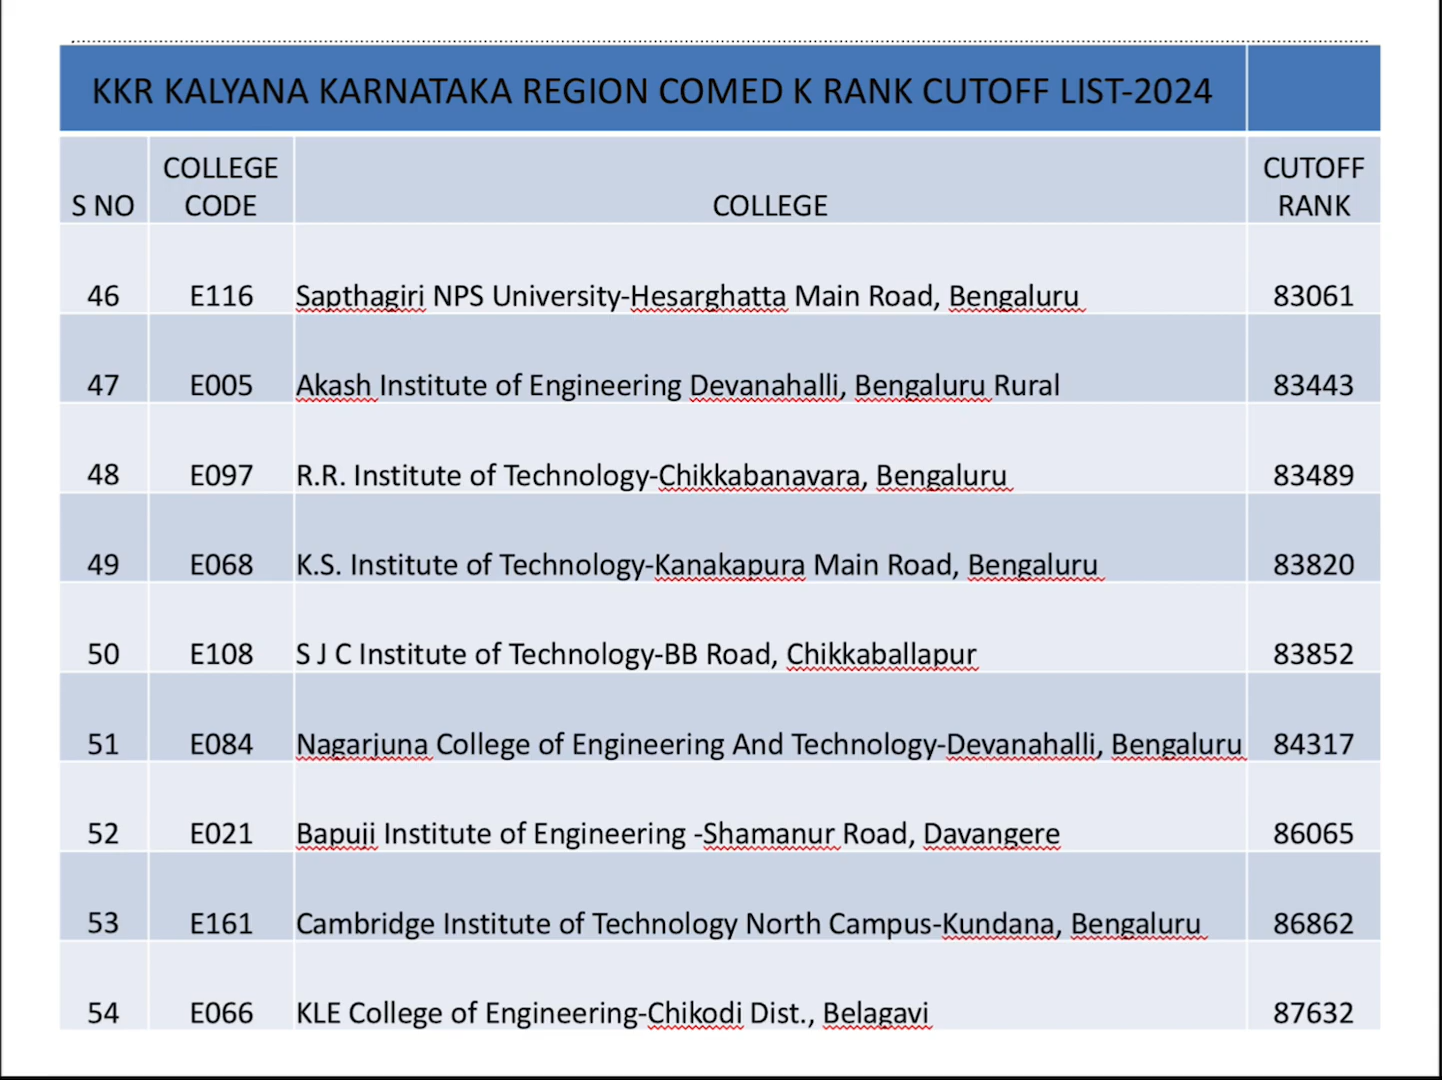 KKR KALYANA KARNATAKA REGION COMED K RANK CUTOFF LIST-2024
S NO COLLEGE CODE COLLEGE CUTOFF RANK
46 E116 Sapthagiri NPS University-Hesarghatta Main Road, Bengaluru 83061
47 E005 Akash Institute of Engineering Devanahalli, Bengaluru Rural 83443
48 E097 R.R. Institute of Technology-Chikkabanavara, Bengaluru 83489
49 E068 K.S. Institute of Technology-Kanakapura Main Road, Bengaluru 83820
50 E108 S J C Institute of Technology-BB Road, Chikkaballapur 83852
51 E084 Nagarjuna College of Engineering And Technology-Devanahalli, Bengaluru 84317
52 E021 Bapuji Institute of Engineering -Shamanur Road, Davangere 86065
53 E161 Cambridge Institute of Technology North Campus-Kundana, Bengaluru 86862
54 E066 KLE College of Engineering-Chikodi Dist., Belagavi 87632